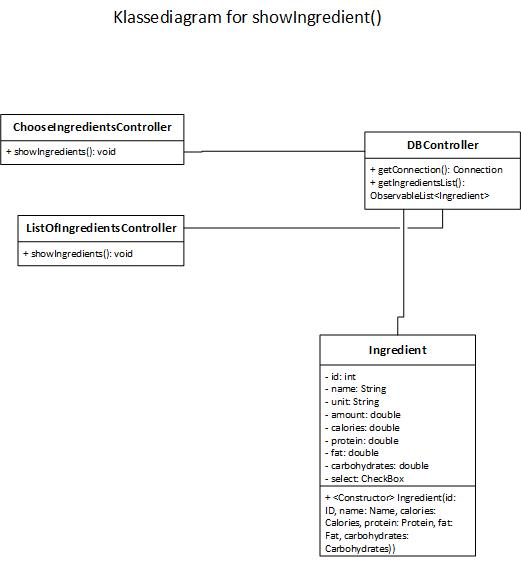 Klassediagram for showIngredient()
ChooseIngredientsController
+ showIngredients(): void
DBController
+ getConnection(): Connection
+ getIngredientsList():
ObservableList<Ingredient>
ListOfIngredientsController
+ showIngredients(): void
Ingredient
- id: int
- name: String
- unit: String
- amount: double
- calories: double
- protein: double
- fat: double
- carbohydrates: double
- select: CheckBox
+ <Constructor> Ingredient(id:
ID, name: Name, calories:
Calories, protein: Protein, fat:
Fat, carbohydrates:
Carbohydrates))